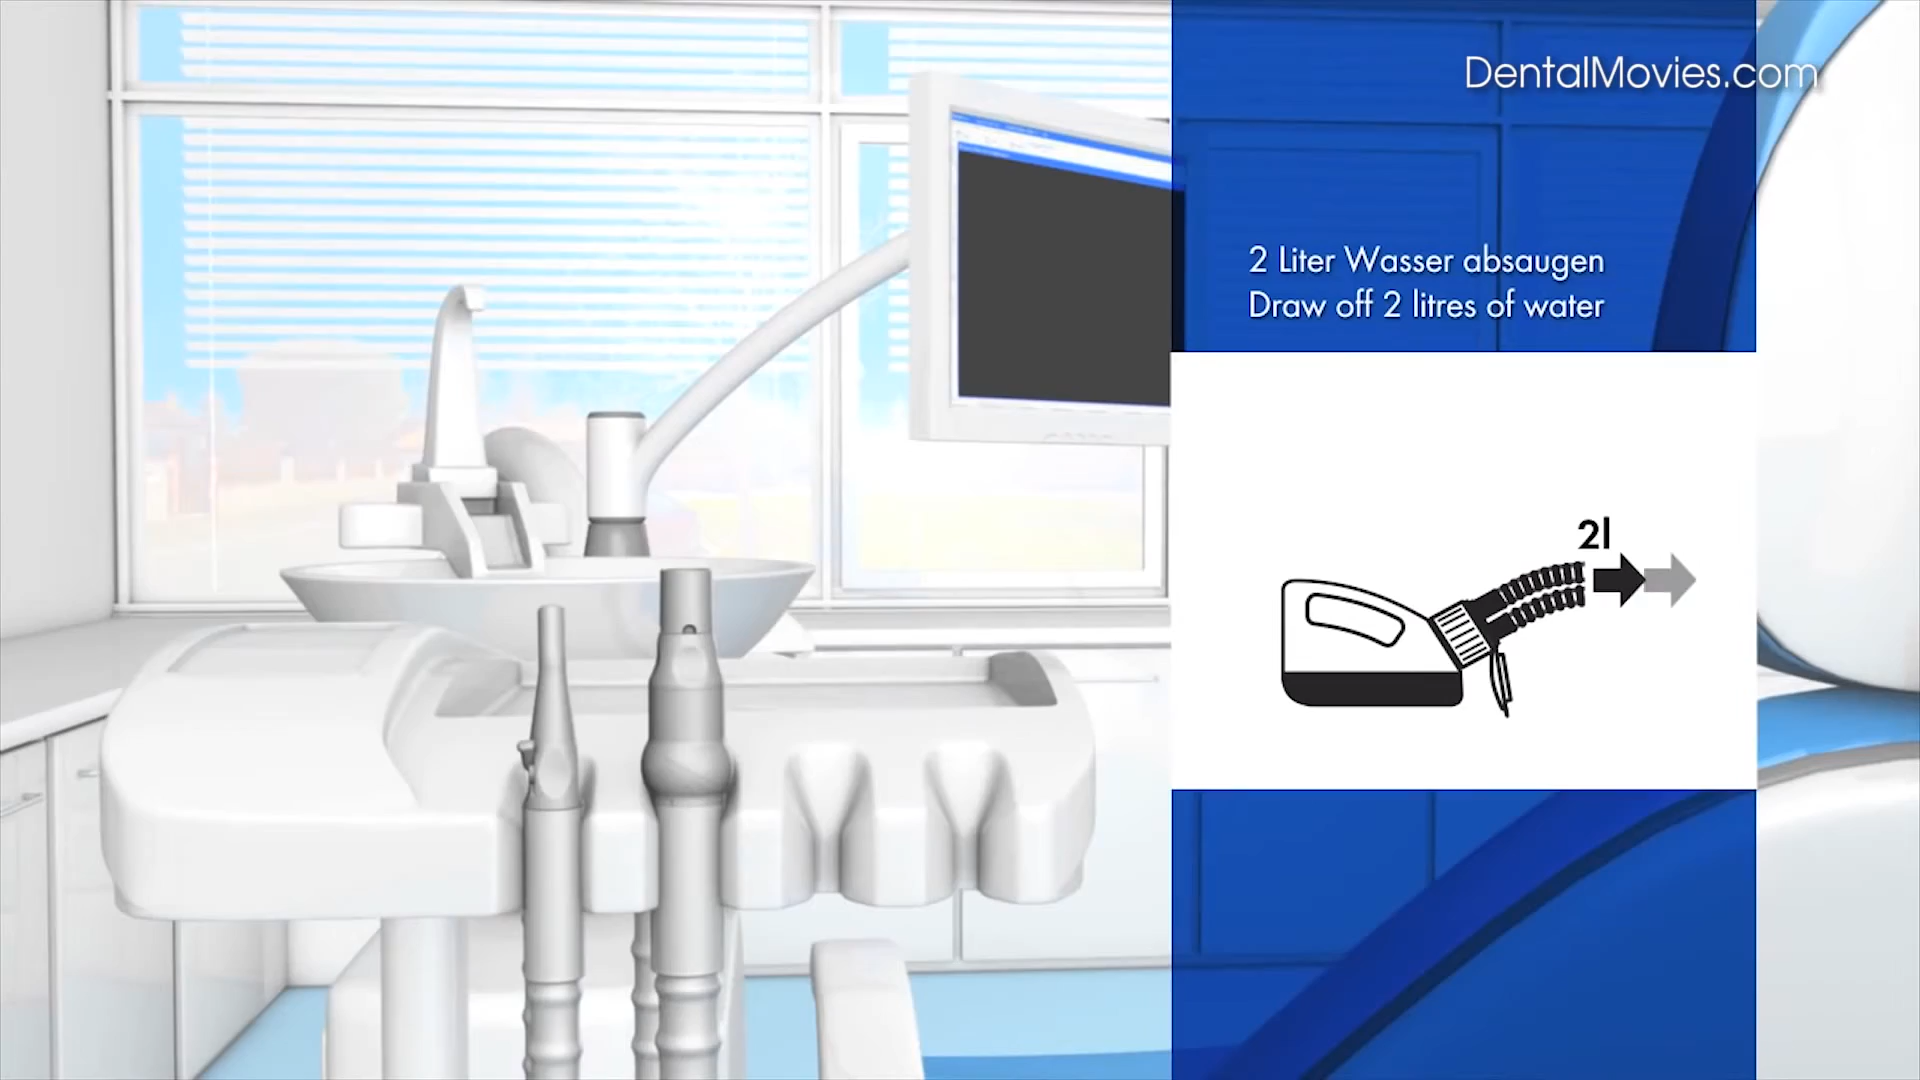 DentalMovies.com
2 Liter Wasser absaugen
Draw off 2 litres of water
2l